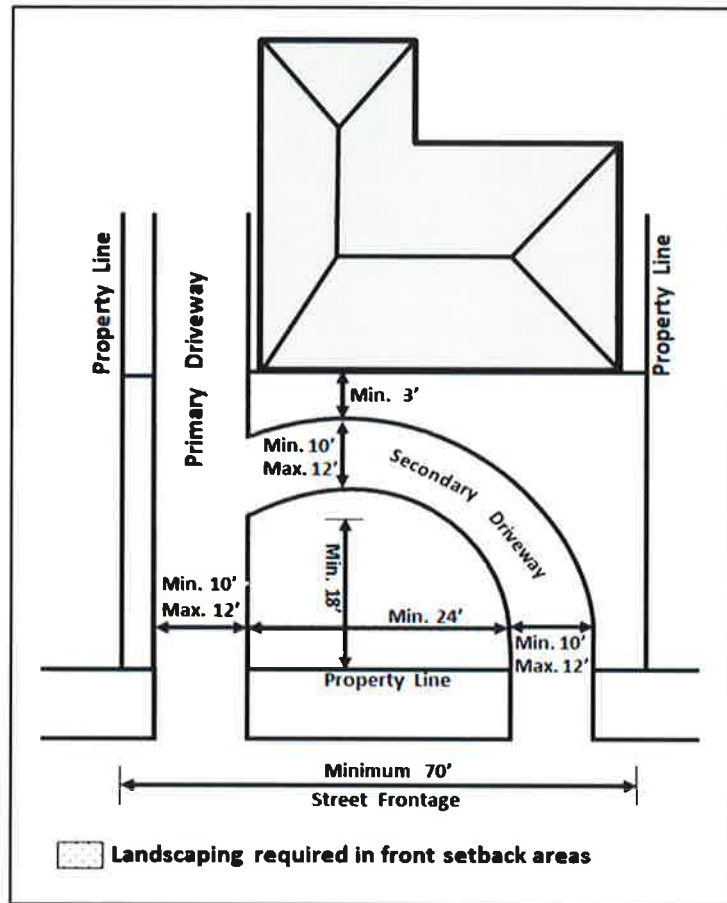 Property Line
Primary Driveway
Property Line
Min. 3'
Min. 10'
Max. 12'
Secondary Driveway
Min. 18'
Min. 10'
Max. 12'
Min. 24'
Min. 10'
Max. 12'
Property Line
Minimum 70'
Street Frontage
Landscaping required in front setback areas